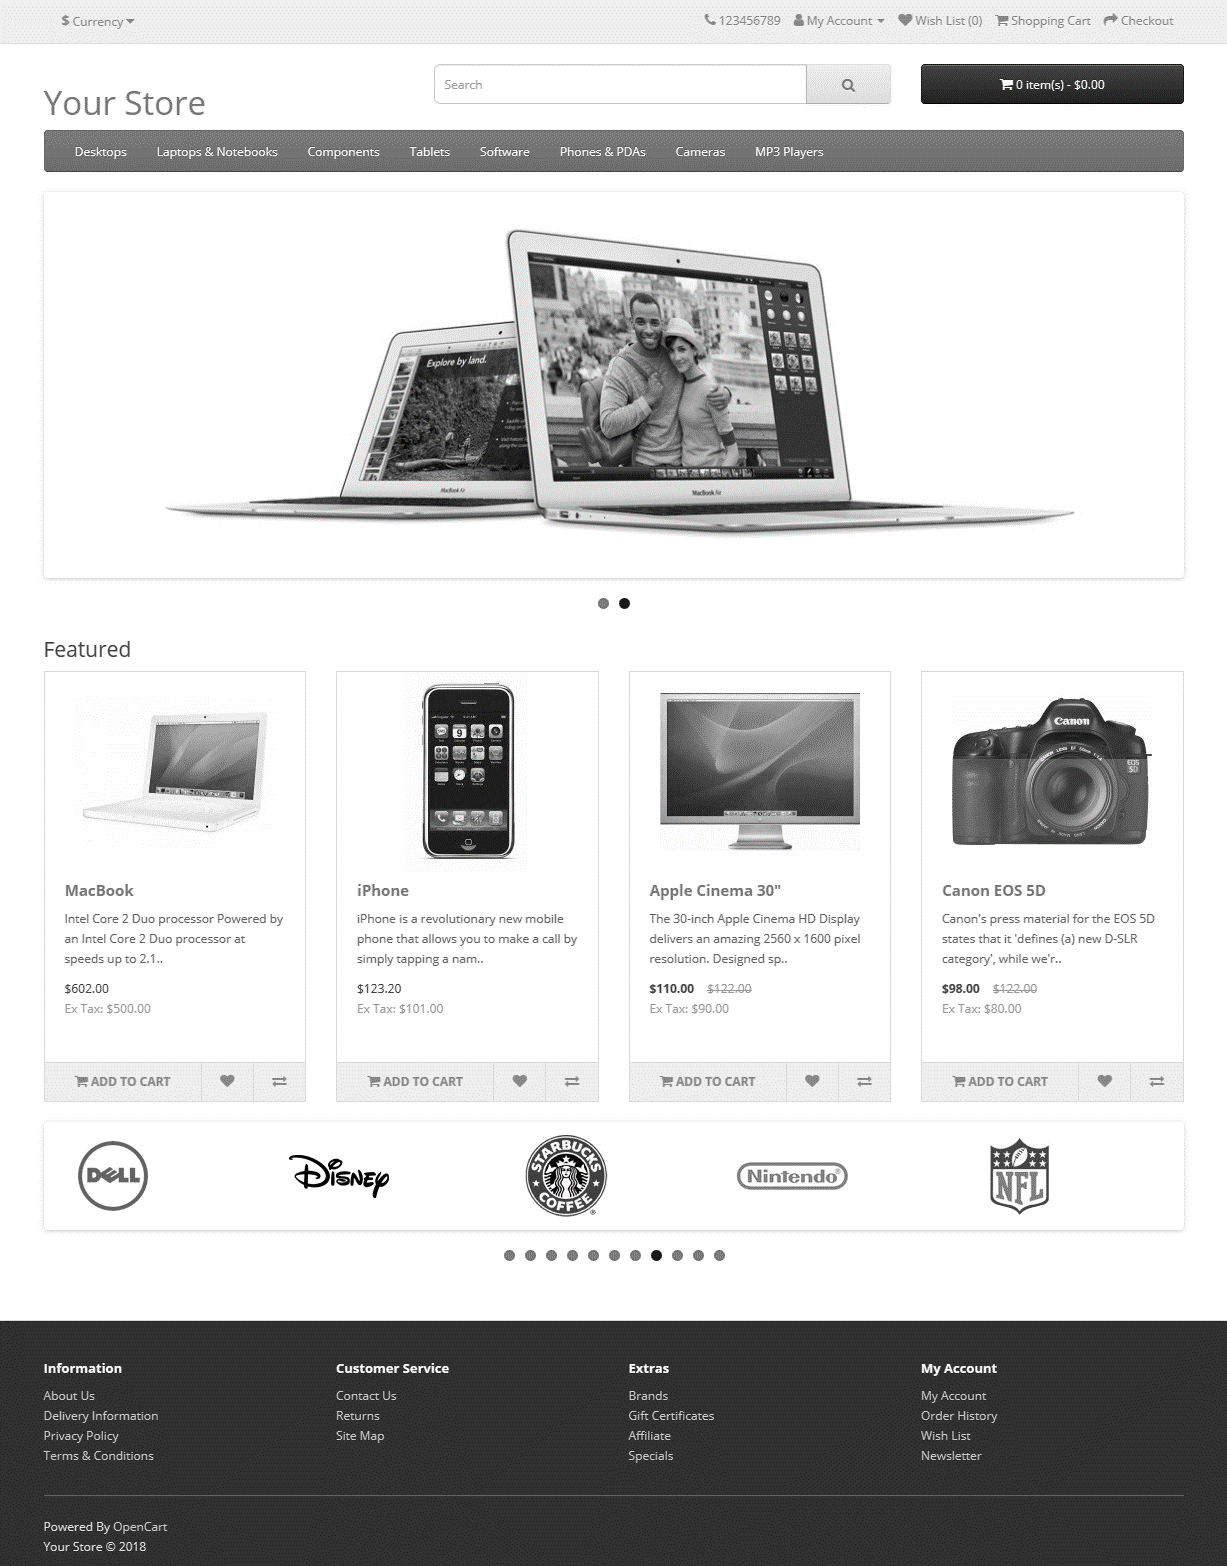 $ Currency
123456789 My Account Wish List (0) Shopping Cart Checkout
Your Store
Search
0 item(s) - $0.00
Desktops Laptops & Notebooks Components Tablets Software Phones & PDAs Cameras MP3 Players
Explore by land.
MacBook Air
MacBook Air
Featured
Canon
EOS
5D
MacBook
Intel Core 2 Duo processor Powered by
an Intel Core 2 Duo processor at
speeds up to 2.1..
$602.00
Ex Tax: $500.00
ADD TO CART
iPhone
iPhone is a revolutionary new mobile
phone that allows you to make a call by
simply tapping a nam..
$123.20
Ex Tax: $101.00
ADD TO CART
Apple Cinema 30"
The 30-inch Apple Cinema HD Display
delivers an amazing 2560 x 1600 pixel
resolution. Designed sp..
$110.00 $122.00
Ex Tax: $90.00
ADD TO CART
Canon EOS 5D
Canon's press material for the EOS 5D
states that it 'defines (a) new D-SLR
category', while we'r..
$98.00 $122.00
Ex Tax: $80.00
ADD TO CART
DELL
Disney
STARBUCKS
COFFEE
®
Nintendo®
NFL
Information
About Us
Delivery Information
Privacy Policy
Terms & Conditions
Customer Service
Contact Us
Returns
Site Map
Extras
Brands
Gift Certificates
Affiliate
Specials
My Account
My Account
Order History
Wish List
Newsletter
Powered By OpenCart
Your Store © 2018